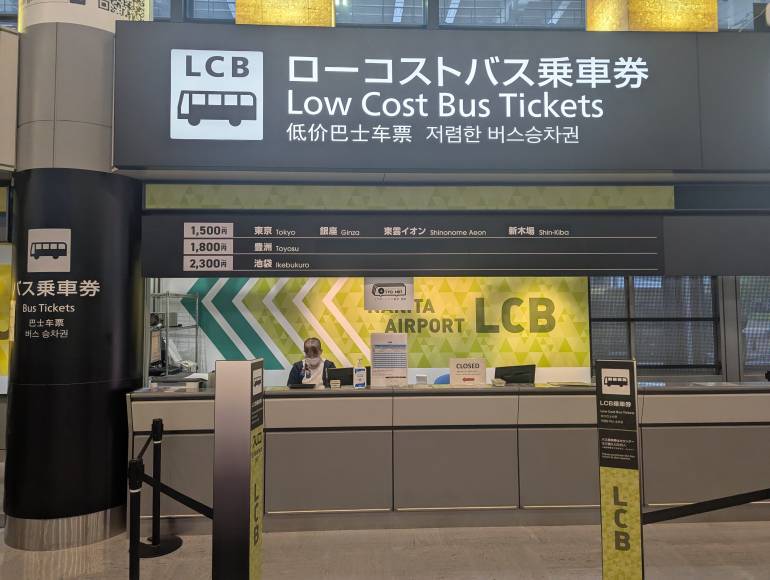 LCB
ローコストバス乗車券
Low Cost Bus Tickets
低价巴士车票 저렴한 버스승차권
1,500円 東京 Tokyo 銀座 Ginza 東雲イオン Shinonome Aeon 新木場 Shin-Kiba
1,800円 豊洲 Toyosu
2,300円 池袋 Ikebukuro
バス乗車券
Bus Tickets
巴士车票
버스 승차권
NARITA
AIRPORT LCB
CLOSED
LCB
LCB乗車券
Low Cost Bus Tickets
LCB